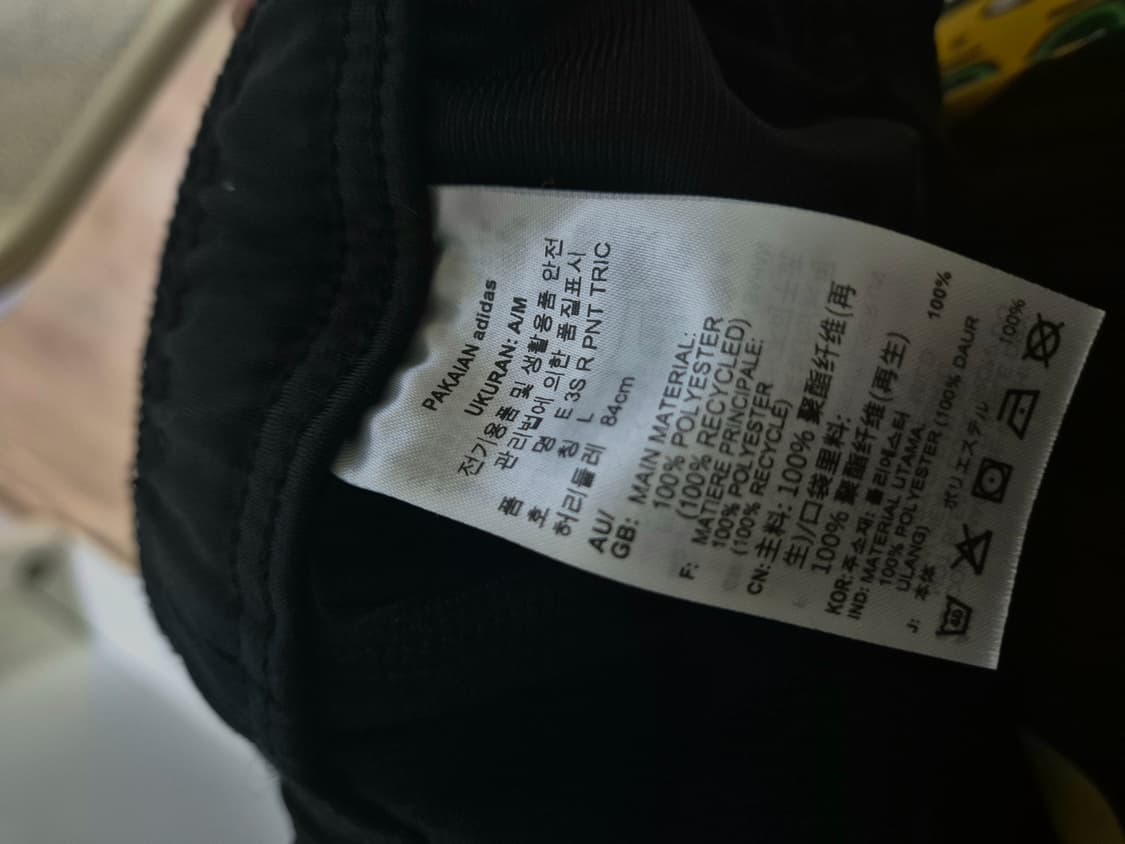 PAKAIAN adidas
UKURAN: A/M
전기용품 및 생활용품 안전
관리법에 의한 품질표시
품 명 E 3S R PNT TRIC
호 칭 L
허리둘레 84cm
AU/
GB: MAIN MATERIAL:
100% POLYESTER
(100% RECYCLED)
F: MATIERE PRINCIPALE:
100% POLYESTER
(100% RECYCLE)
CN: 主料: 100% 聚酯纤维(再
生)/口袋里料:
100% 聚酯纤维(再生)
KOR: 주소재: 폴리에스터 100%
IND: MATERIAL UTAMA:
100% POLYESTER (100% DAUR
ULANG)
J: 本体 ポリエステル 100%
40